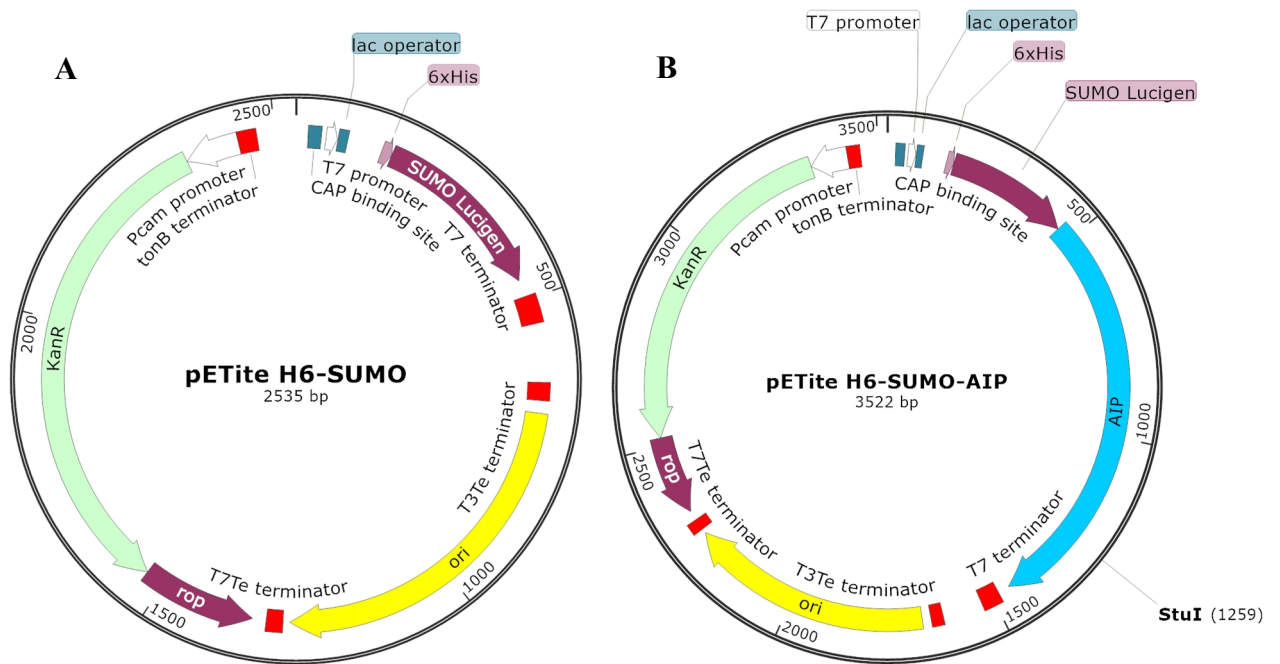 A
lac operator
6xHis
2500
T7 promoter
CAP binding site
SUMO Lucigen
T7 terminator
500
Pcam promoter
tonB terminator
KanR
2000
pETite H6-SUMO
2535 bp
T3Te terminator
ori
1000
T7Te terminator
rop
1500
B
T7 promoter
lac operator
6xHis
SUMO Lucigen
3500
CAP binding site
500
Pcam promoter
tonB terminator
KanR
3000
pETite H6-SUMO-AIP
3522 bp
AIP
1000
rop
2500
T7Te terminator
T3Te terminator
ori
2000
T7 terminator
1500
StuI (1259)